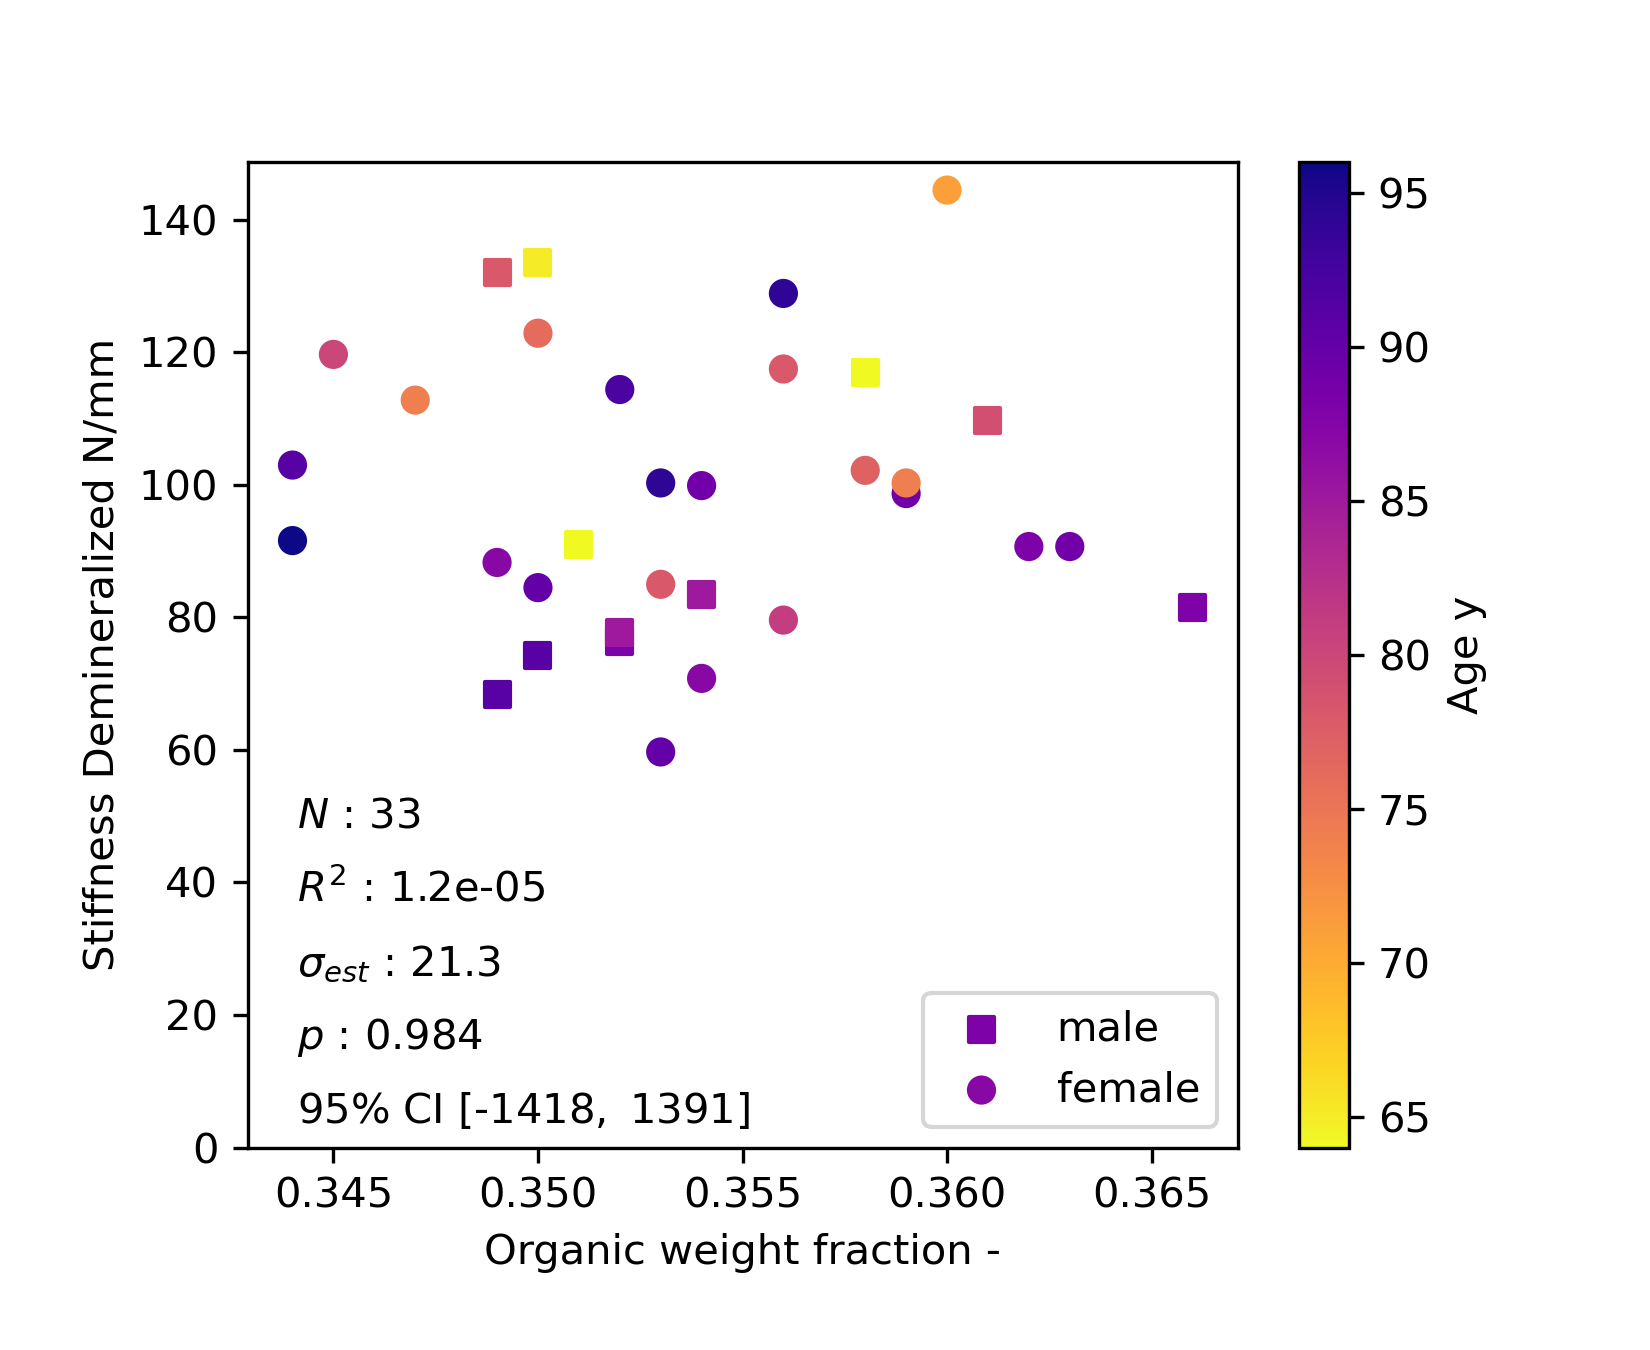 140
120
100
80
60
40
20
0
Stiffness Demineralized N/mm
N : 33
R² : 1.2e-05
σest : 21.3
p : 0.984
95% CI [-1418, 1391]
male
female
0.345 0.350 0.355 0.360 0.365
Organic weight fraction -
95
90
85
80
75
70
65
Age y